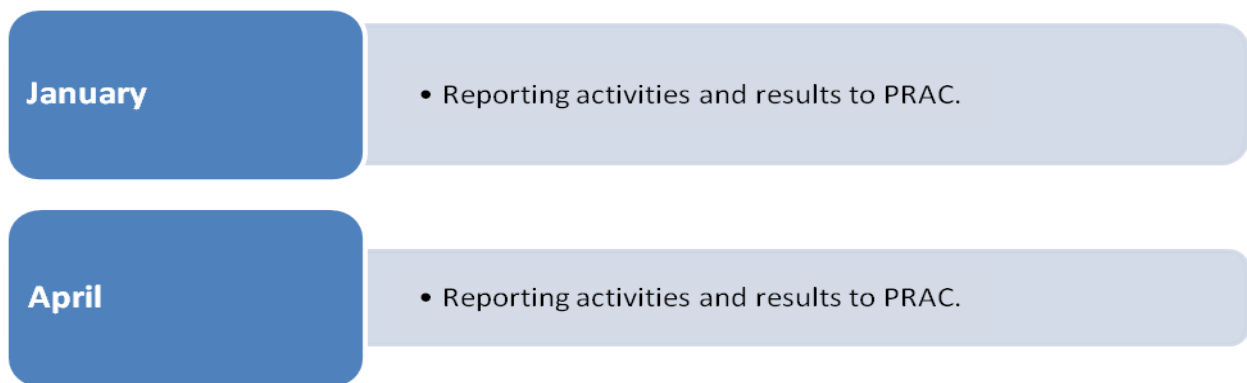 January
• Reporting activities and results to PRAC.
April
• Reporting activities and results to PRAC.